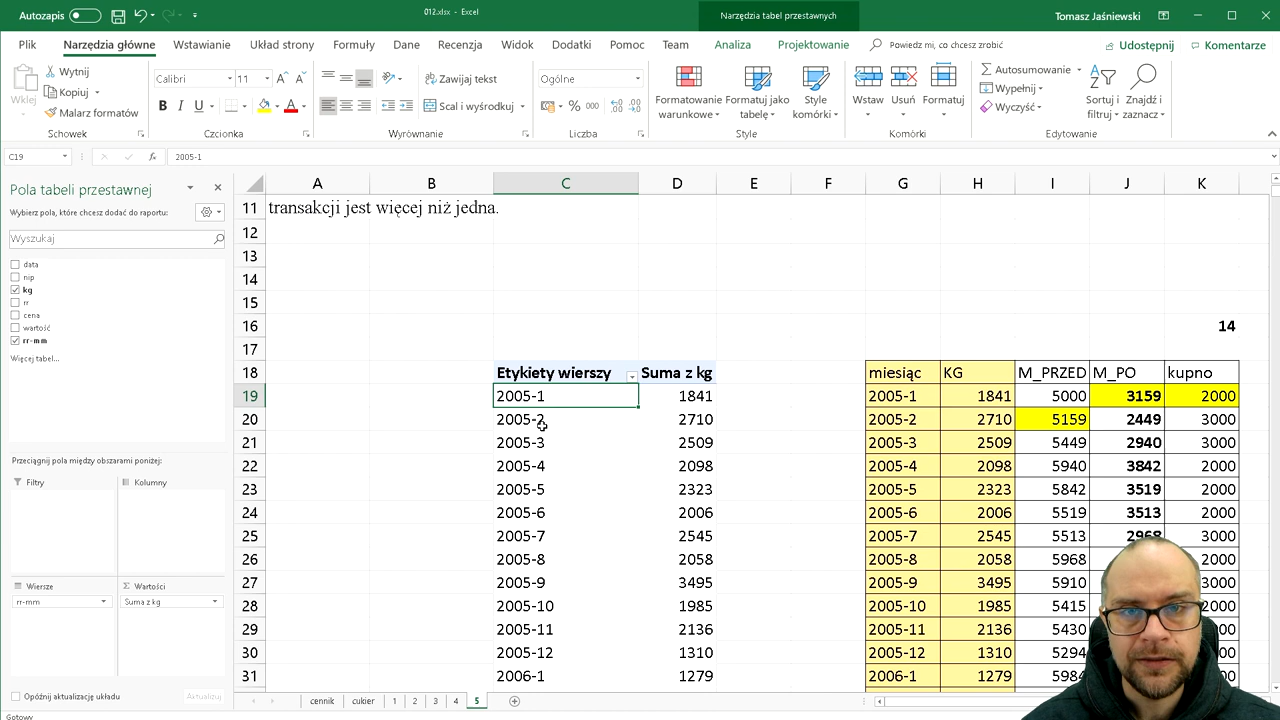 Autozapis
012.xlsx - Excel
Narzędzia tabel przestawnych
Tomasz Jaśniewski
Plik
Narzędzia główne
Wstawianie
Układ strony
Formuły
Dane
Recenzja
Widok
Dodatki
Pomoc
Team
Analiza
Projektowanie
Powiedz mi, co chcesz zrobić
Udostępnij
Komentarze
Wklej
Wytnij
Kopiuj
Malarz formatów
Schowek
Calibri
11
B I U
Czcionka
Zawijaj tekst
Scal i wyśrodkuj
Wyrównanie
Ogólne
% 000
Liczba
Formatowanie warunkowe
Formatuj jako tabelę
Style komórki
Style
Wstaw
Usuń
Formatuj
Komórki
Autosumowanie
Wypełnij
Wyczyść
Sortuj i filtruj
Znajdź i zaznacz
Edytowanie
C19
fx
2005-1
Pola tabeli przestawnej
Wybierz pola, które chcesz dodać do raportu:
Wyszukaj
data
nip
kg
rr
cena
wartość
rr-mm
Więcej tabel...
Przeciągnij pola między obszarami poniżej:
Filtry
Kolumny
Wiersze
Wartości
rr-mm
Suma z kg
Opóźnij aktualizację układu
Aktualizuj
A B C D E F G H I J K
11 transakcji jest więcej niż jedna.
12
13
14
15
16 14
17
18 Etykiety wierszy Suma z kg miesiąc KG M_PRZED M_PO kupno
19 2005-1 1841 2005-1 1841 5000 3159 2000
20 2005-2 2710 2005-2 2710 5159 2449 3000
21 2005-3 2509 2005-3 2509 5449 2940 3000
22 2005-4 2098 2005-4 2098 5940 3842 2000
23 2005-5 2323 2005-5 2323 5842 3519 2000
24 2005-6 2006 2005-6 2006 5519 3513 2000
25 2005-7 2545 2005-7 2545 5513 2968 3000
26 2005-8 2058 2005-8 2058 5968 2000
27 2005-9 3495 2005-9 3495 5910 3000
28 2005-10 1985 2005-10 1985 5415 2000
29 2005-11 2136 2005-11 2136 5430
30 2005-12 1310 2005-12 1310 5294
31 2006-1 1279 2006-1 1279 5984
cennik
cukier
1
2
3
4
5
Gotowy